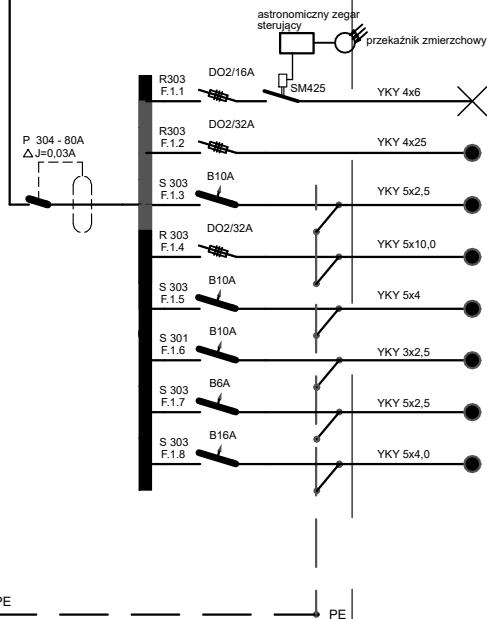 astronomiczny zegar
sterujący
przekaźnik zmierzchowy
R303
F.1.1
DO2/16A
SM425
YKY 4x6
R303
F.1.2
DO2/32A
YKY 4x25
P 304 - 80A
△J=0,03A
S 303
F.1.3
B10A
YKY 5x2,5
R 303
F.1.4
DO2/32A
YKY 5x10,0
S 303
F.1.5
B10A
YKY 5x4
S 301
F.1.6
B10A
YKY 3x2,5
S 303
F.1.7
B6A
YKY 5x2,5
S 303
F.1.8
B16A
YKY 5x4,0
PE
PE